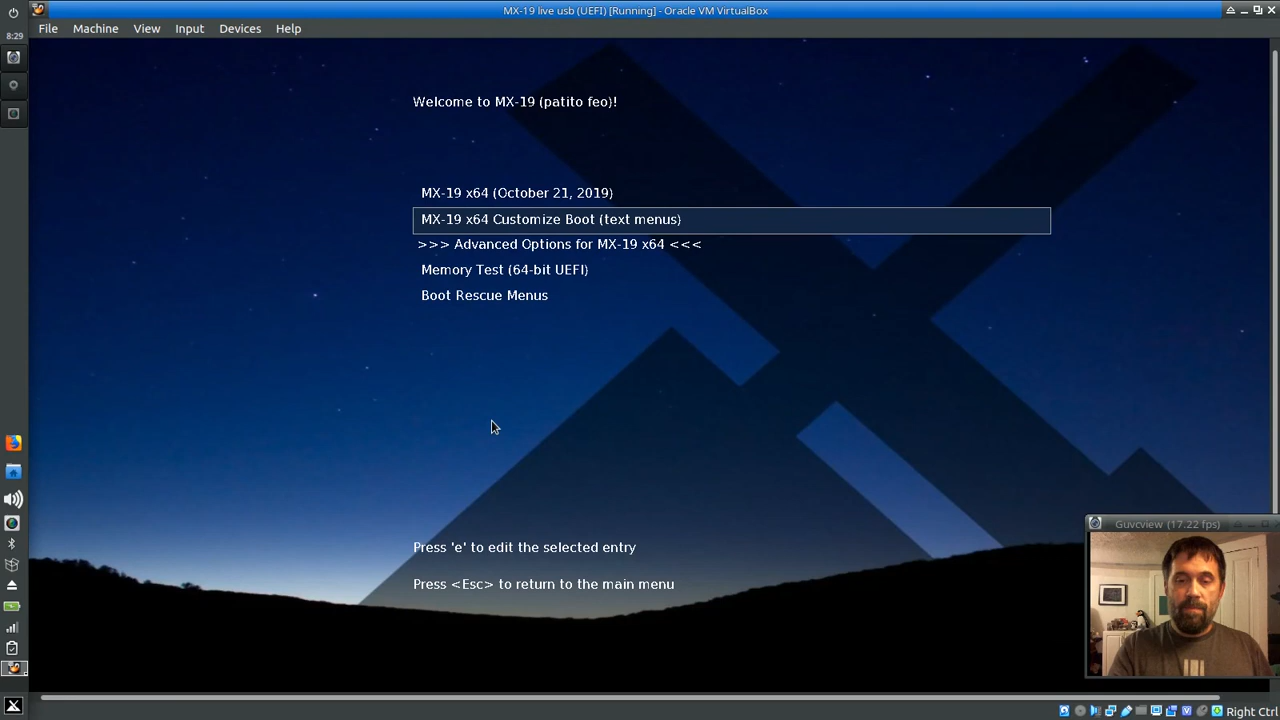 MX-19 live usb (UEFI) [Running] - Oracle VM VirtualBox
8:29
File Machine View Input Devices Help
Welcome to MX-19 (patito feo)!
MX-19 x64 (October 21, 2019)
MX-19 x64 Customize Boot (text menus)
>>> Advanced Options for MX-19 x64 <<<
Memory Test (64-bit UEFI)
Boot Rescue Menus
Press 'e' to edit the selected entry
Press <Esc> to return to the main menu
Guvcview (17.22 fps)
Right Ctrl